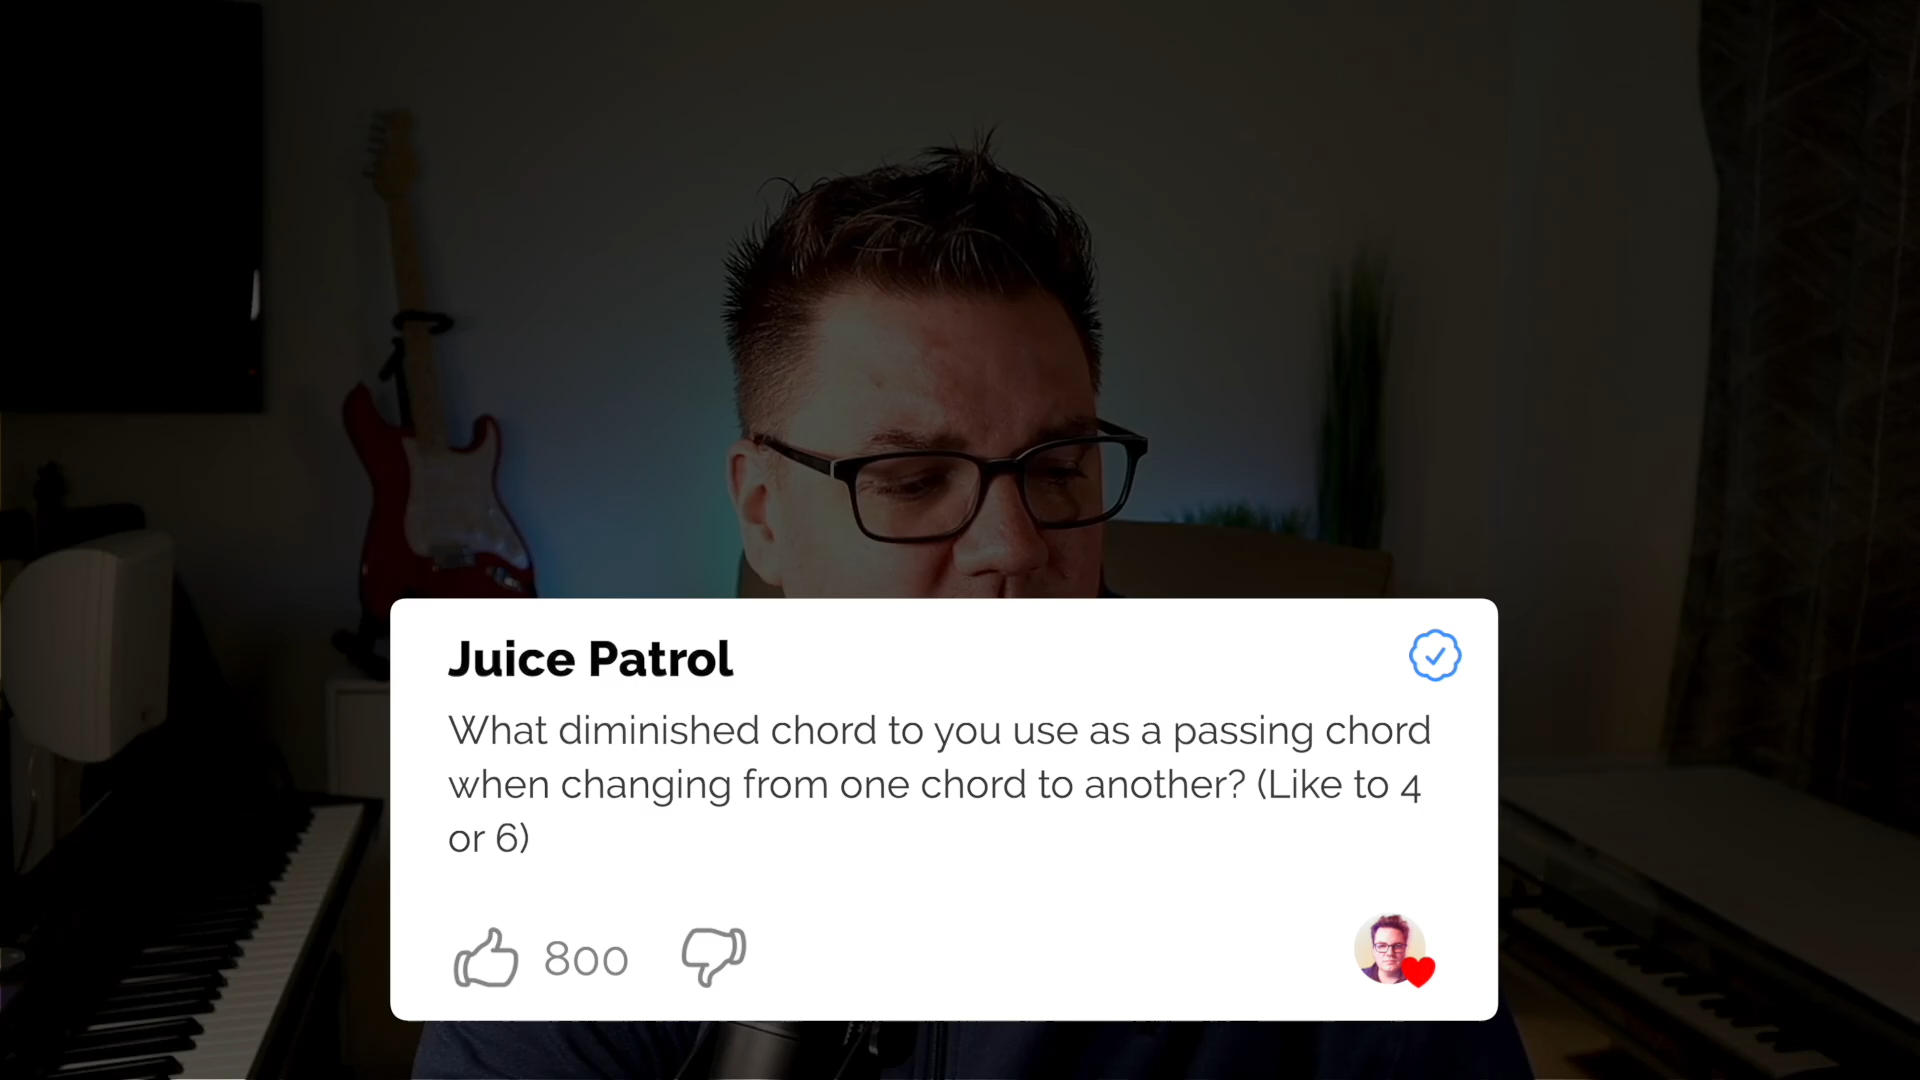 Juice Patrol
What diminished chord to you use as a passing chord
when changing from one chord to another? (Like to 4
or 6)
800